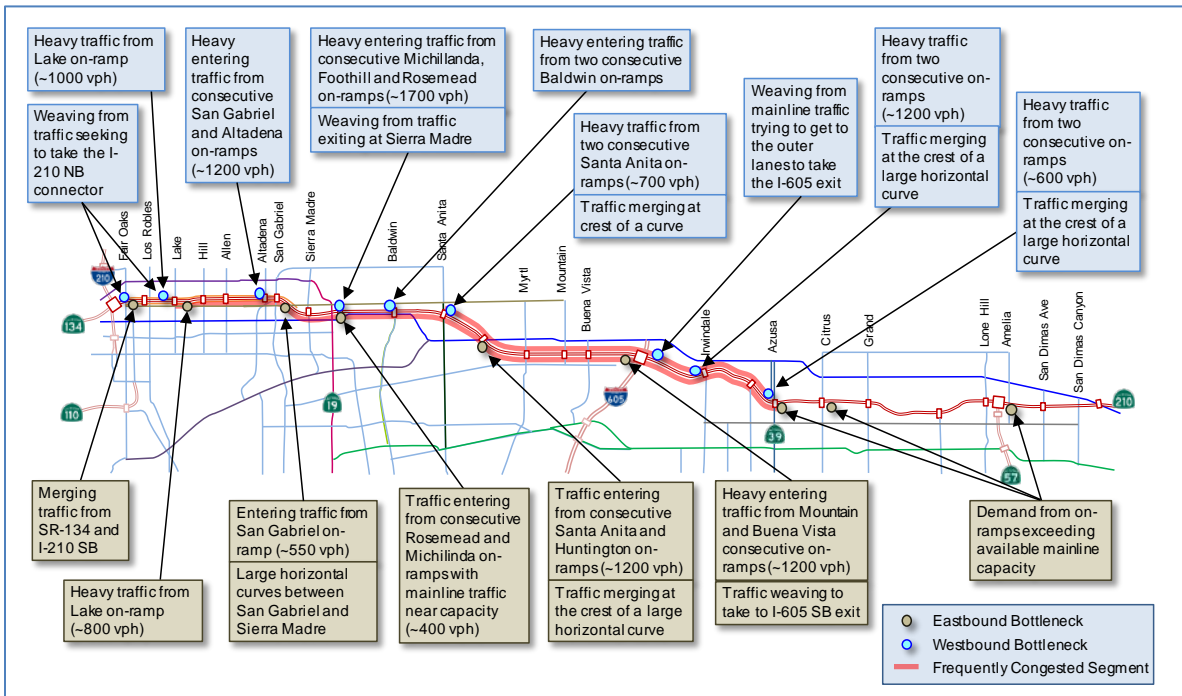 Heavy traffic from
Lake on-ramp
(~1000 vph)
Weaving from
traffic seeking
to take the I-
210 NB
connector
Heavy
entering
traffic from
consecutive
San Gabriel
and Altadena
on-ramps
(~1200 vph)
Heavy entering traffic from
consecutive Michillanda,
Foothill and Rosemead
on-ramps (~1700 vph)
Weaving from traffic
exiting at Sierra Madre
Heavy entering traffic
from two consecutive
Baldwin on-ramps
Heavy traffic from
two consecutive
Santa Anita on-
ramps (~700 vph)
Traffic merging at
crest of a curve
Weaving from
mainline traffic
trying to get to
the outer
lanes to take
the I-605 exit
Heavy traffic
from two
consecutive on-
ramps
(~1200 vph)
Traffic merging
at the crest of a
large horizontal
curve
Heavy traffic
from two
consecutive on-
ramps
(~600 vph)
Traffic merging
at the crest of a
large horizontal
curve
Fair Oaks
Los Robles
Lake
Hill
Allen
Altadena
San Gabriel
Sierra Madre
Baldwin
Santa Anita
Myrtl
Mountain
Buena Vista
Irwindale
Azusa
Citrus
Grand
Lone Hill
Amelia
San Dimas Ave
San Dimas Canyon
210
134
110
19
605
39
57
210
Merging
traffic from
SR-134 and
I-210 SB
Heavy traffic from
Lake on-ramp
(~800 vph)
Entering traffic from
San Gabriel on-
ramp (~550 vph)
Large horizontal
curves between
San Gabriel and
Sierra Madre
Traffic entering
from consecutive
Rosemead and
Michilinda on-
ramps with
mainline traffic
near capacity
(~400 vph)
Traffic entering
from consecutive
Santa Anita and
Huntington on-
ramps (~1200 vph)
Traffic merging at
the crest of a large
horizontal curve
Heavy entering
traffic from Mountain
and Buena Vista
consecutive on-
ramps (~1200 vph)
Traffic weaving to
take to I-605 SB exit
Demand from on-
ramps exceeding
available mainline
capacity
Eastbound Bottleneck
Westbound Bottleneck
Frequently Congested Segment